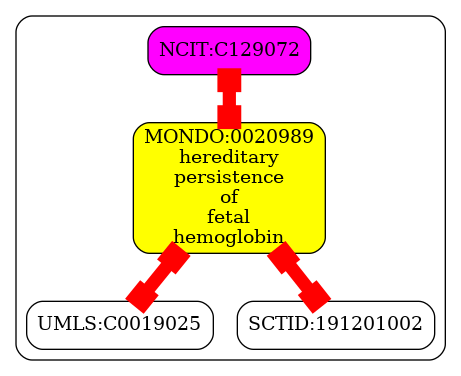 NCIT:C129072
MONDO:0020989
hereditary
persistence
of
fetal
hemoglobin
UMLS:C0019025
SCTID:191201002